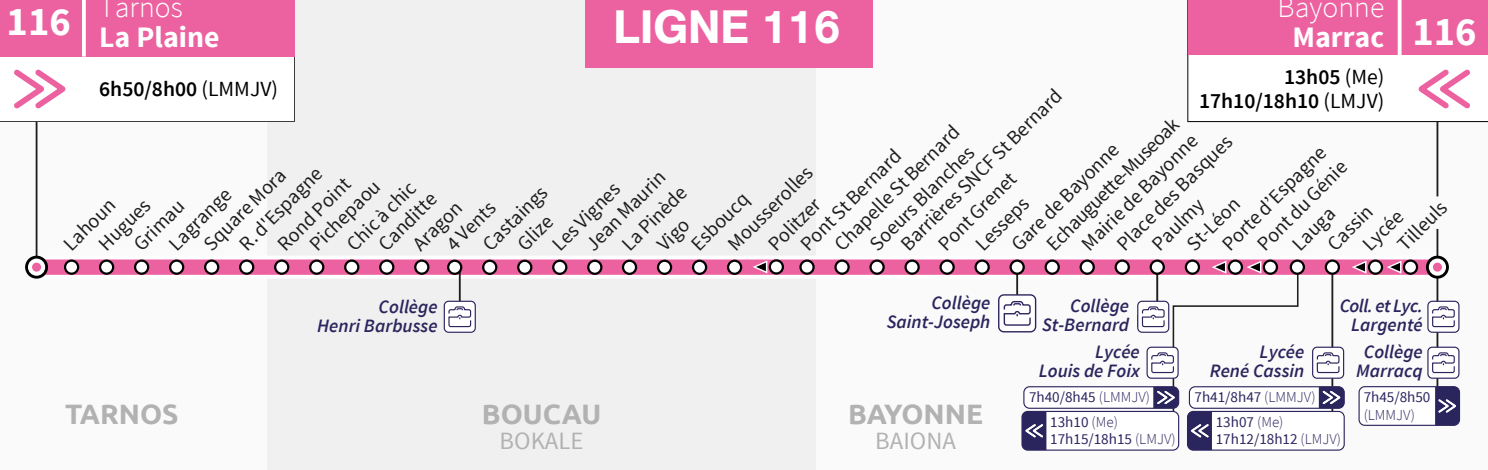 Tarnos
116
La Plaine
6h50/8h00 (LMMJV)
LIGNE 116
Bayonne
Marrac
116
13h05 (Me)
17h10/18h10 (LMJV)
Lahoun
Hugues
Grimau
Lagrange
Square Mora
R. d'Espagne
Rond Point
Pichepaou
Chic à chic
Canditte
Aragon
4 Vents
Castaings
Glize
Les Vignes
Jean Maurin
La Pinède
Vigo
Esboucq
Mousserolles
Politzer
Pont St Bernard
Chapelle St Bernard
Soeurs Blanches
Barrières SNCF St Bernard
Pont Grenet
Lesseps
Gare de Bayonne
Echauguette-Museoak
Mairie de Bayonne
Place des Basques
Paulmy
St-Léon
Porte d'Espagne
Pont du Génie
Lauga
Cassin
Lycée
Tilleuls
Collège
Henri Barbusse
Collège
Saint-Joseph
Collège
St-Bernard
Coll. et Lyc.
Largenté
Lycée
Louis de Foix
Lycée
René Cassin
Collège
Marracq
7h40/8h45 (LMMJV)
13h10 (Me)
17h15/18h15 (LMJV)
7h41/8h47 (LMMJV)
13h07 (Me)
17h12/18h12 (LMJV)
7h45/8h50
(LMMJV)
TARNOS
BOUCAU
BOKALE
BAYONNE
BAIONA